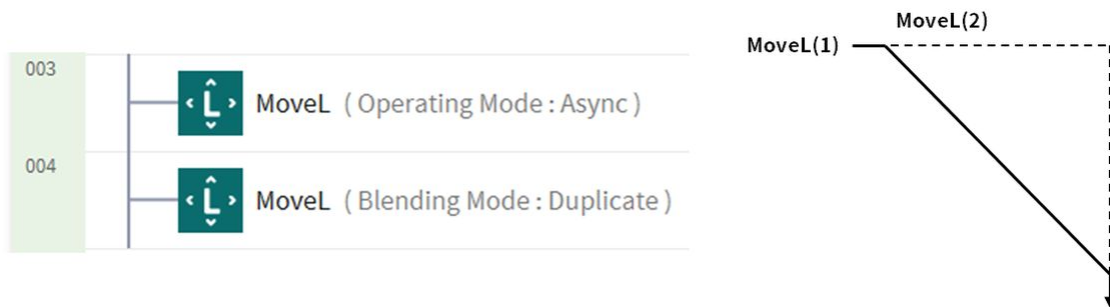 003
MoveL ( Operating Mode : Async )
004
MoveL ( Blending Mode : Duplicate )
MoveL(2)
MoveL(1)